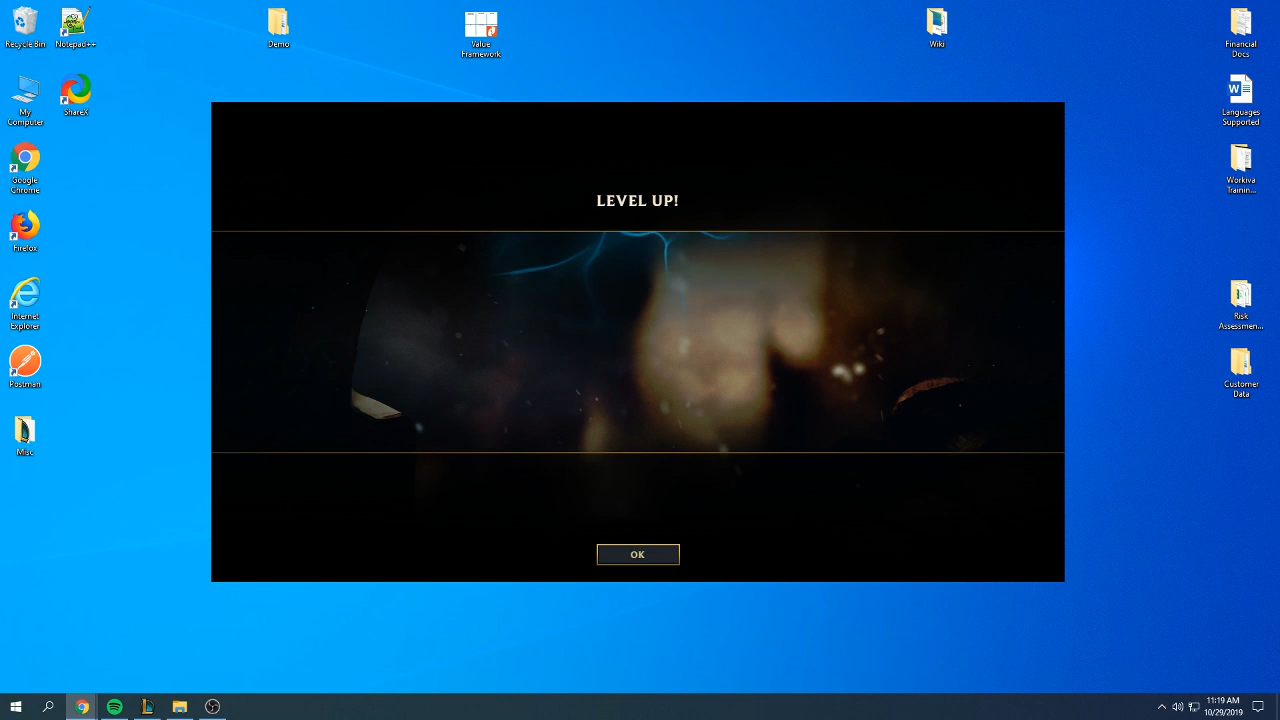 Recycle Bin
Notepad++
Demo
Value
Framework
Wiki
Financial
Docs
My
Computer
ShareX
Languages
Supported
Google
Chrome
Workiva
Trainin...
Firefox
Internet
Explorer
Risk
Assessmen...
Postman
Customer
Data
Misc
LEVEL UP!
OK
11:19 AM
10/29/2019